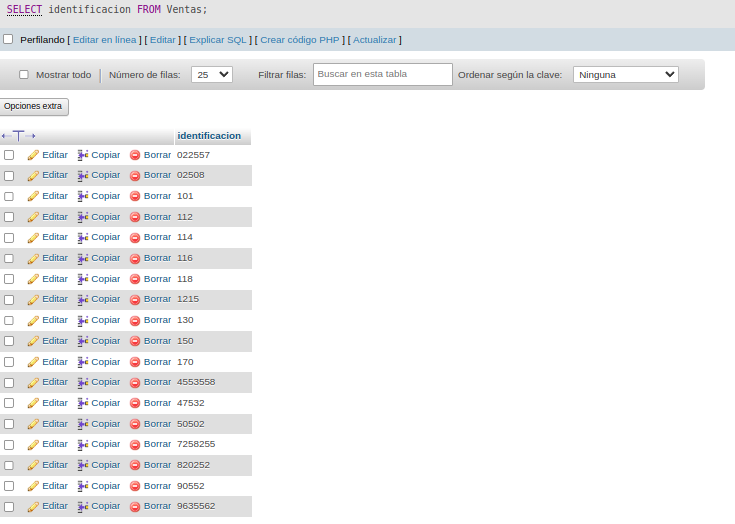 SELECT identificacion FROM Ventas;
Perfilando [ Editar en línea ] [ Editar ] [ Explicar SQL ] [ Crear código PHP ] [ Actualizar ]
Mostrar todo | Número de filas: 25 Filtrar filas: Buscar en esta tabla Ordenar según la clave: Ninguna
Opciones extra
←T→ identificacion
Editar Copiar Borrar 022557
Editar Copiar Borrar 02508
Editar Copiar Borrar 101
Editar Copiar Borrar 112
Editar Copiar Borrar 114
Editar Copiar Borrar 116
Editar Copiar Borrar 118
Editar Copiar Borrar 1215
Editar Copiar Borrar 130
Editar Copiar Borrar 150
Editar Copiar Borrar 170
Editar Copiar Borrar 4553558
Editar Copiar Borrar 47532
Editar Copiar Borrar 50502
Editar Copiar Borrar 7258255
Editar Copiar Borrar 820252
Editar Copiar Borrar 90552
Editar Copiar Borrar 9635562